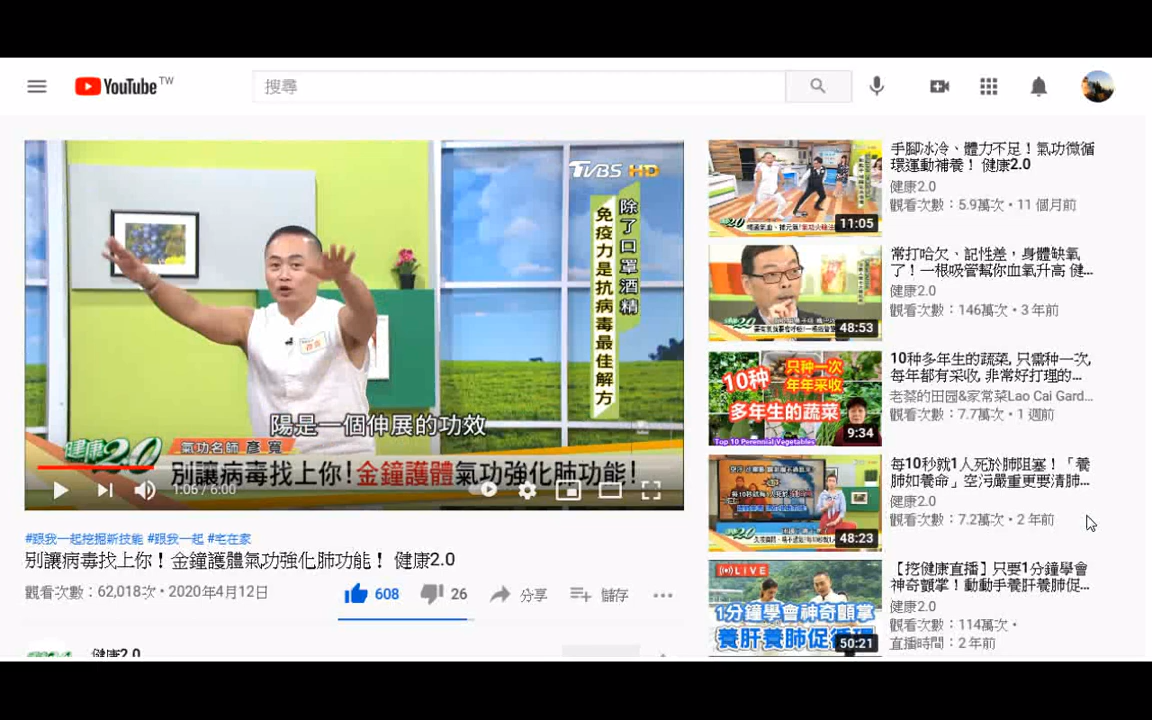 YouTube TW
搜尋
TVBS HD
除了口罩酒精
免疫力是抗病毒最佳解方
陽是一個伸展的功效
健康2.0
氣功名師 彥寬
別讓病毒找上你!金鐘護體氣功強化肺功能!
1:06 / 6:00
#跟我一起挖掘新技能 #跟我一起 #宅在家
別讓病毒找上你!金鐘護體氣功強化肺功能! 健康2.0
觀看次數:62,018次·2020年4月12日
608
26
分享
儲存
健康2.0
11:05
手腳冰冷、體力不足!氣功微循
環運動補養! 健康2.0
健康2.0
觀看次數:5.9萬次·11 個月前
48:53
常打哈欠、記性差,身體缺氧
了!一根吸管幫你血氧升高 健...
健康2.0
觀看次數:146萬次·3 年前
10种
只种一次
年年采收
多年生的蔬菜
Top 10 Perennial Vegetables
9:34
10种多年生的蔬菜, 只需种一次,
每年都有采收, 非常好打理的...
老菜的田园&家常菜Lao Cai Gard...
觀看次數:7.7萬次·1 週前
48:23
每10秒就1人死於肺阻塞!「養
肺如養命」空污嚴重更要清肺...
健康2.0
觀看次數:7.2萬次·2 年前
LIVE
1分鐘學會神奇顫掌
養肝養肺促循環
50:21
【挖健康直播】只要1分鐘學會
神奇顫掌!動動手養肝養肺促...
健康2.0
觀看次數:114萬次·
直播時間:2 年前